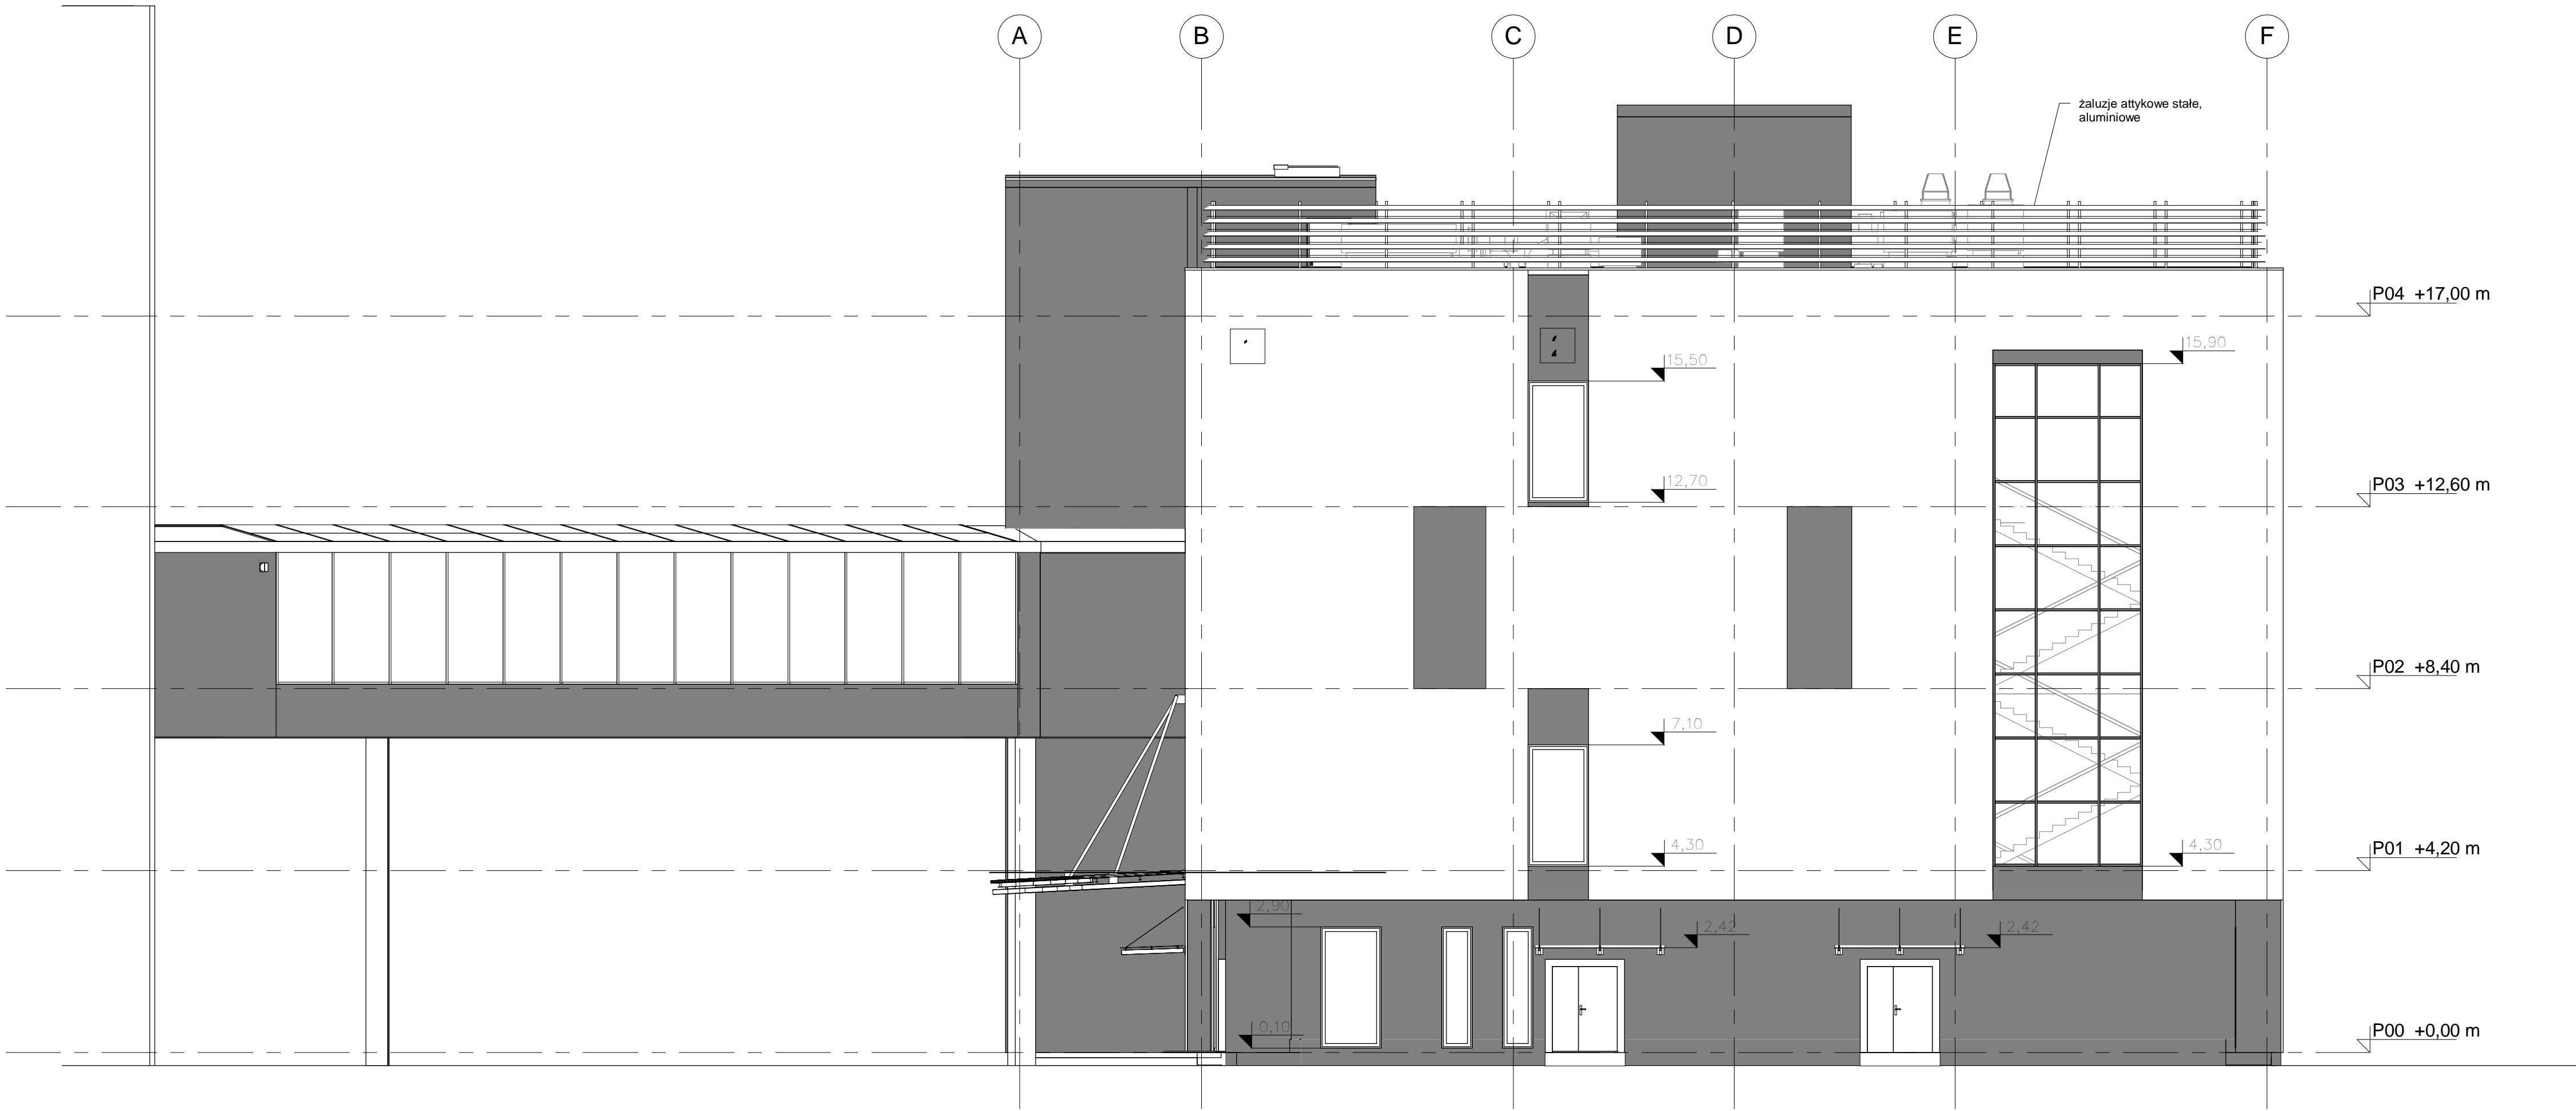 A B C D E F
żaluzje attykowe stałe,
aluminiowe
P04 +17,00 m
15,90
15,50
12,70
P03 +12,60 m
P02 +8,40 m
7,10
4,30
4,30
P01 +4,20 m
2,90
2,42
2,42
0,10
P00 +0,00 m